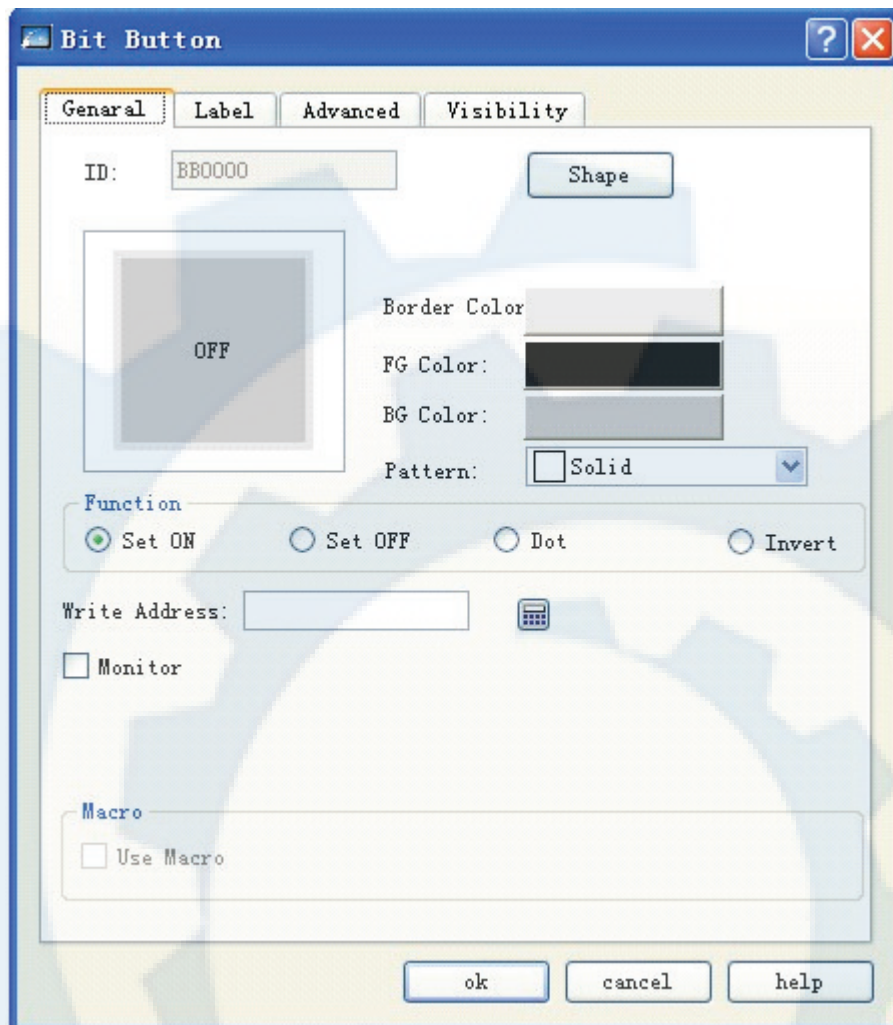 Bit Button
Genaral Label Advanced Visibility
ID: BB0000 Shape
OFF
Border Color
FG Color:
BG Color:
Pattern: Solid
Function
Set ON Set OFF Dot Invert
Write Address:
Monitor
Macro
Use Macro
ok cancel help